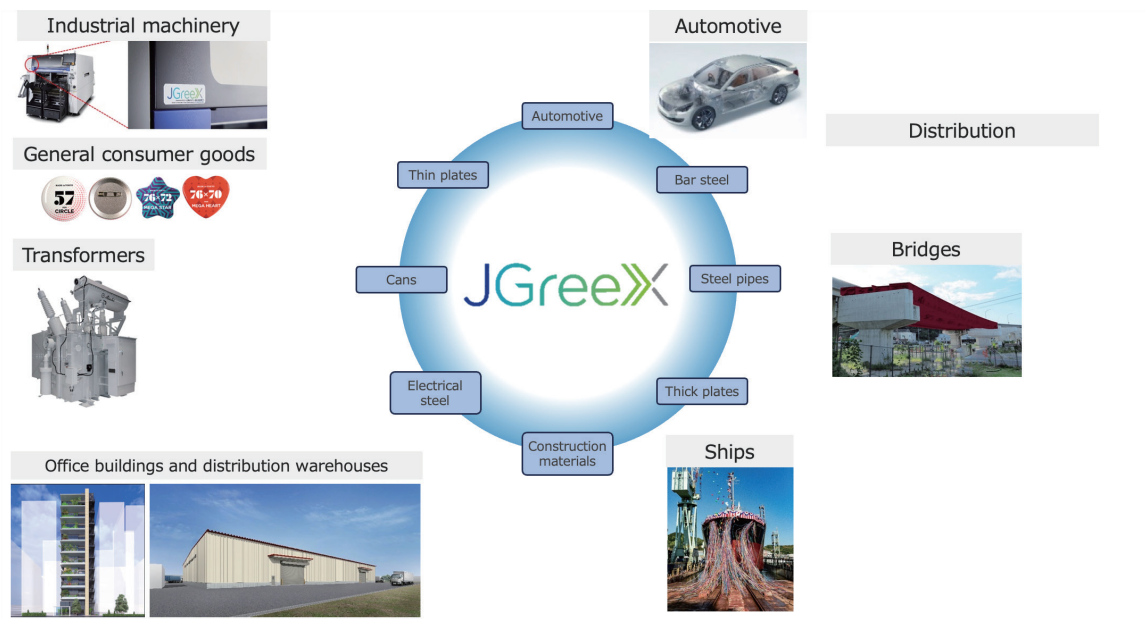 Industrial machinery
JGreeX
General consumer goods
57
CIRCLE
76×72
MEGA STAR
76×70
MEGA HEART
Transformers
Office buildings and distribution warehouses
Automotive
Thin plates
Cans
Electrical
steel
Construction
materials
Thick plates
Steel pipes
Bar steel
JGreeX
Automotive
Distribution
Bridges
Ships